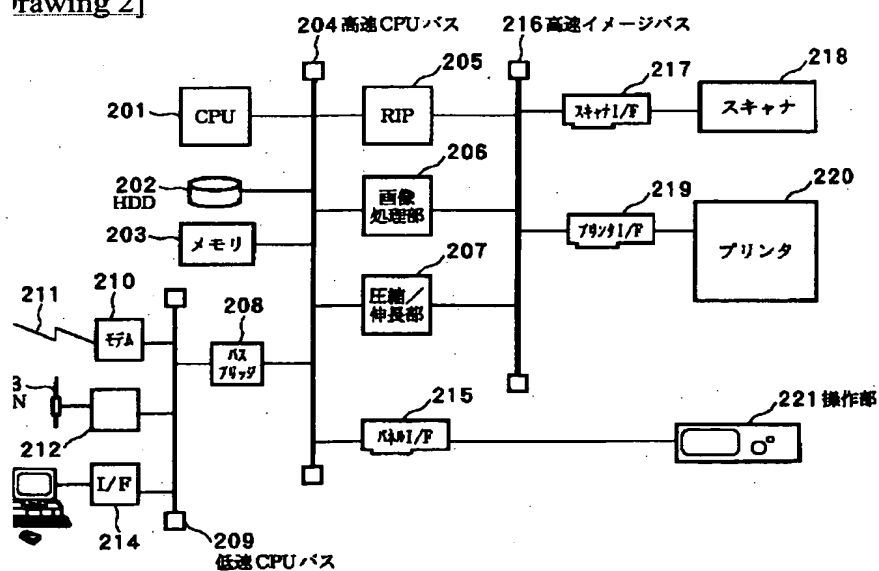 rawing 2]
204 高速CPUバス
216 高速イメージバス
205
217
218
201
CPU
RIP
スキャナI/F
スキャナ
206
202
HDD
画像
処理部
219
220
203
メモリ
207
プリンタI/F
プリンタ
211
210
208
圧縮/
伸長部
モデム
バス
ブリッジ
3
N
215
221 操作部
212
パネルI/F
I/F
214
209
低速CPUバス